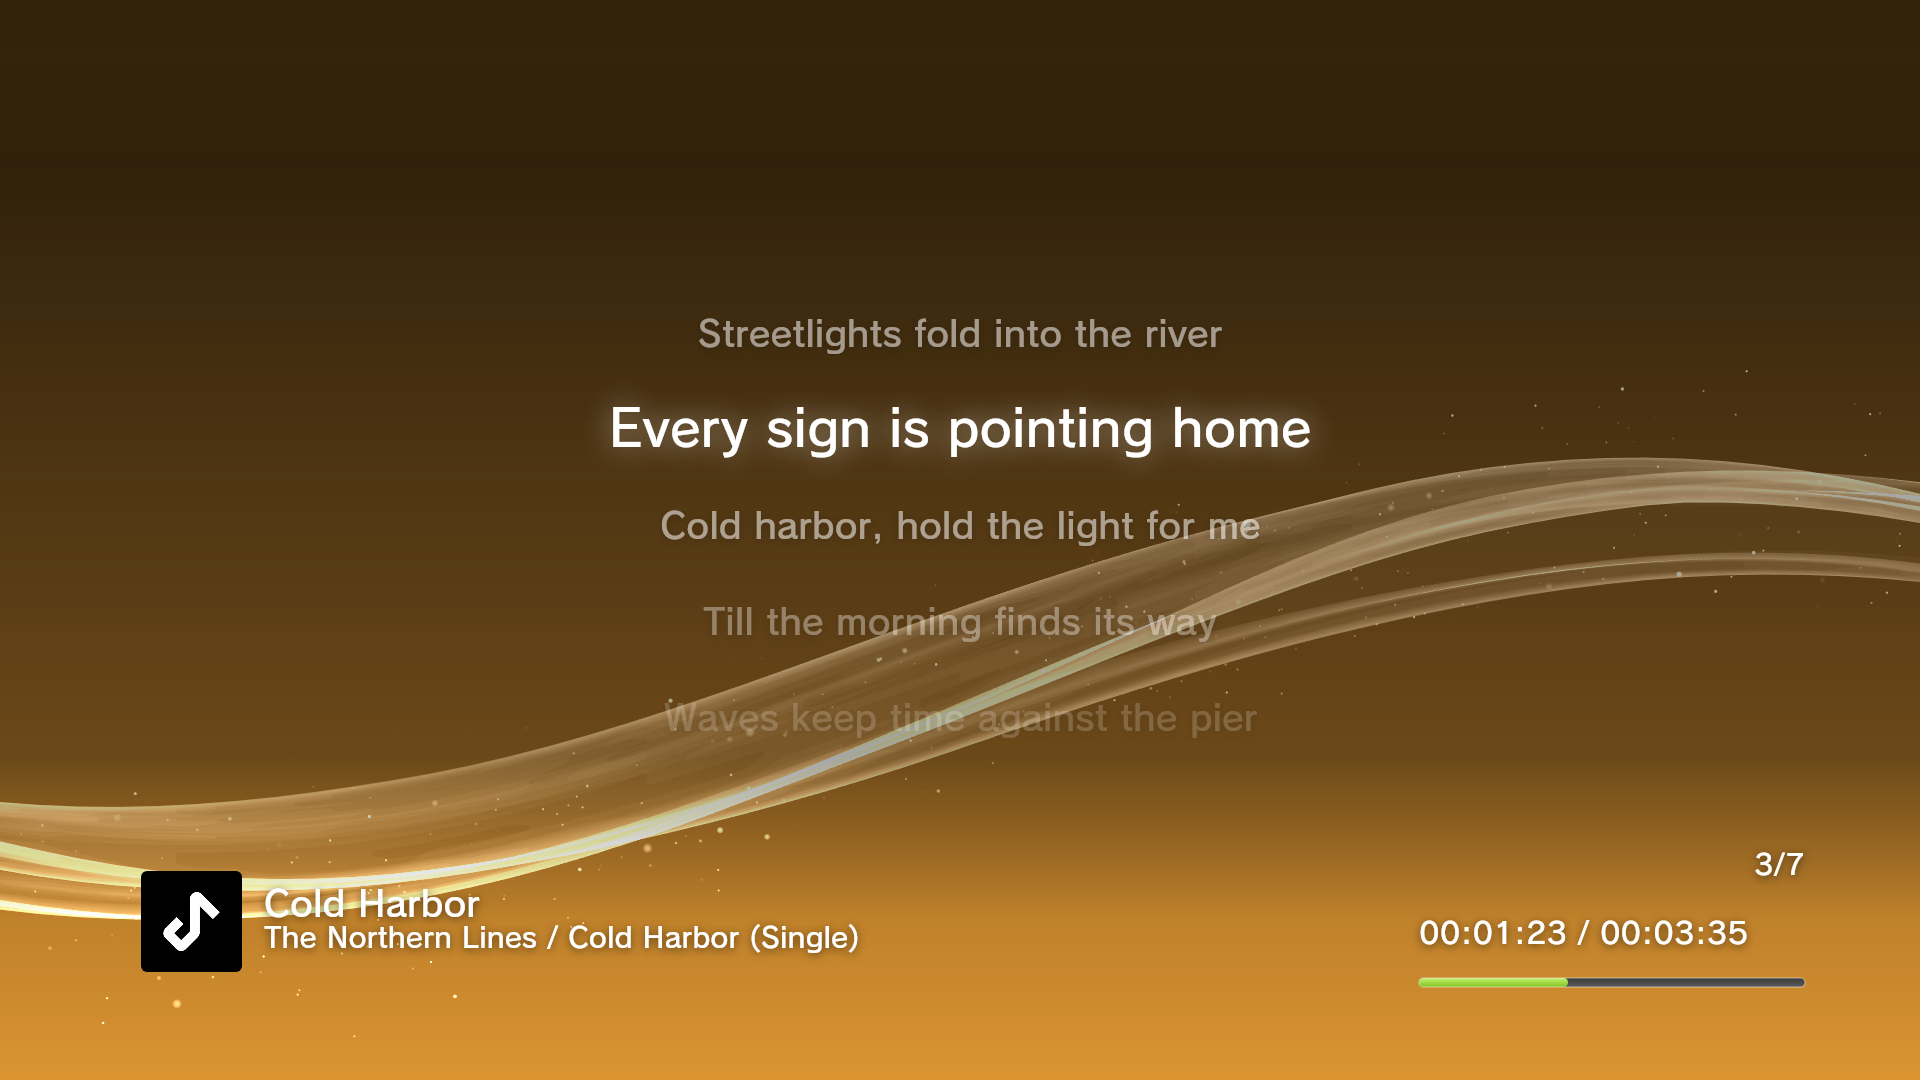 Streetlights fold into the river
Every sign is pointing home
Cold harbor, hold the light for me
Till the morning finds its way
Waves keep time against the pier
3/7
Cold Harbor
The Northern Lines / Cold Harbor (Single)
00:01:23 / 00:03:35